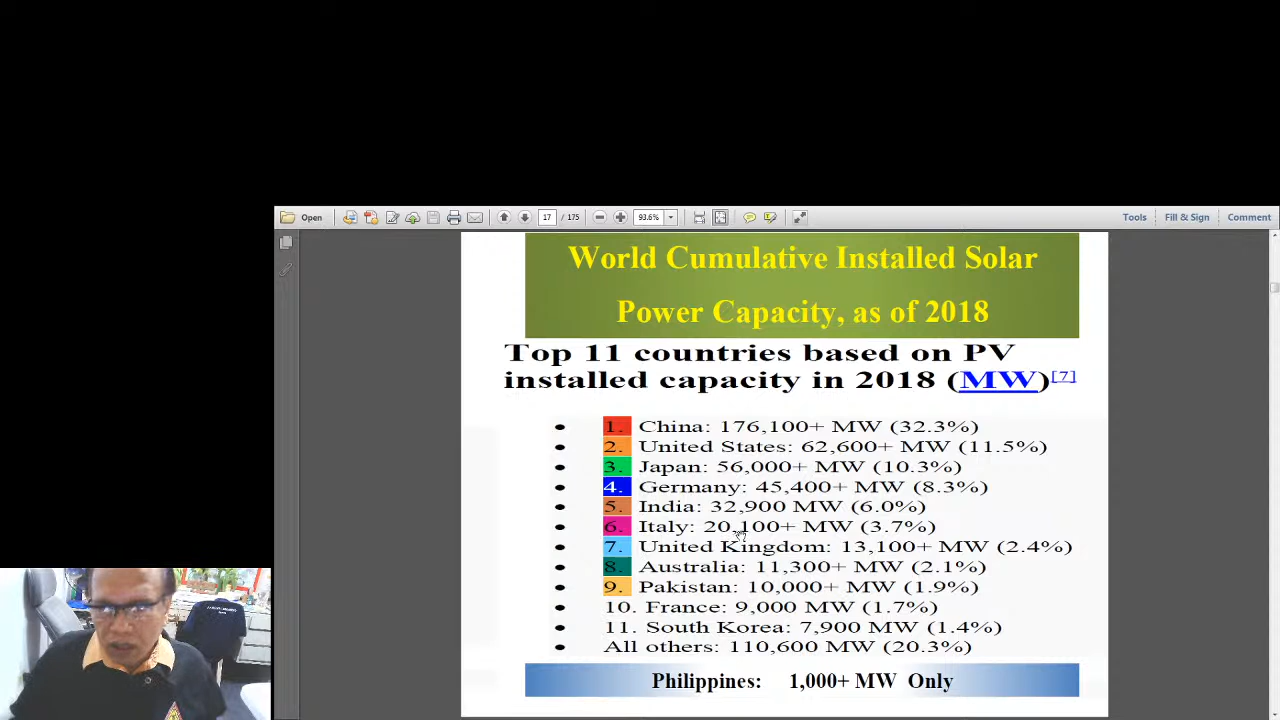 Open
17 / 175
93.6%
Tools
Fill & Sign
Comment
World Cumulative Installed Solar
Power Capacity, as of 2018
Top 11 countries based on PV
installed capacity in 2018 (MW)[7]
• 1. China: 176,100+ MW (32.3%)
• 2. United States: 62,600+ MW (11.5%)
• 3. Japan: 56,000+ MW (10.3%)
• 4. Germany: 45,400+ MW (8.3%)
• 5. India: 32,900 MW (6.0%)
• 6. Italy: 20,100+ MW (3.7%)
• 7. United Kingdom: 13,100+ MW (2.4%)
• 8. Australia: 11,300+ MW (2.1%)
• 9. Pakistan: 10,000+ MW (1.9%)
• 10. France: 9,000 MW (1.7%)
• 11. South Korea: 7,900 MW (1.4%)
• All others: 110,600 MW (20.3%)
Philippines: 1,000+ MW Only